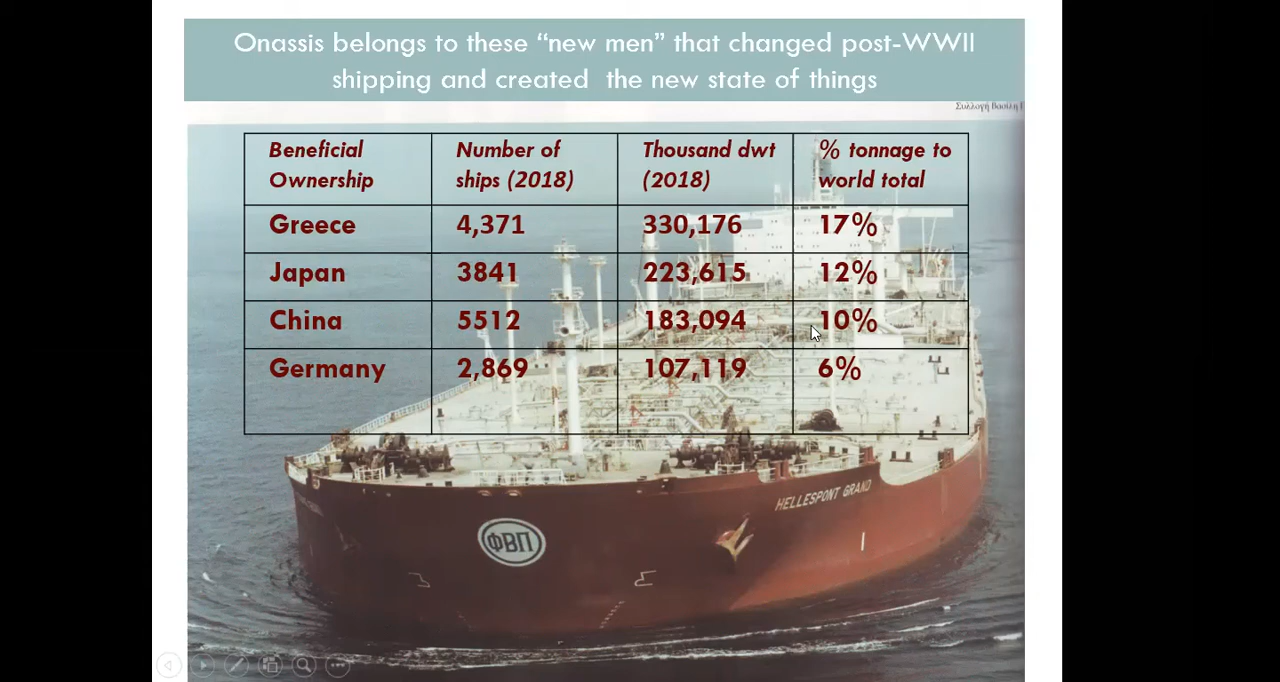 Onassis belongs to these “new men” that changed post-WWII
shipping and created the new state of things
Συλλογή Βασίλη
Beneficial Ownership	Number of ships (2018)	Thousand dwt (2018)	% tonnage to world total
Greece	4,371	330,176	17%
Japan	3841	223,615	12%
China	5512	183,094	10%
Germany	2,869	107,119	6%
HELLESPONT GRAND
ΦΒΠ